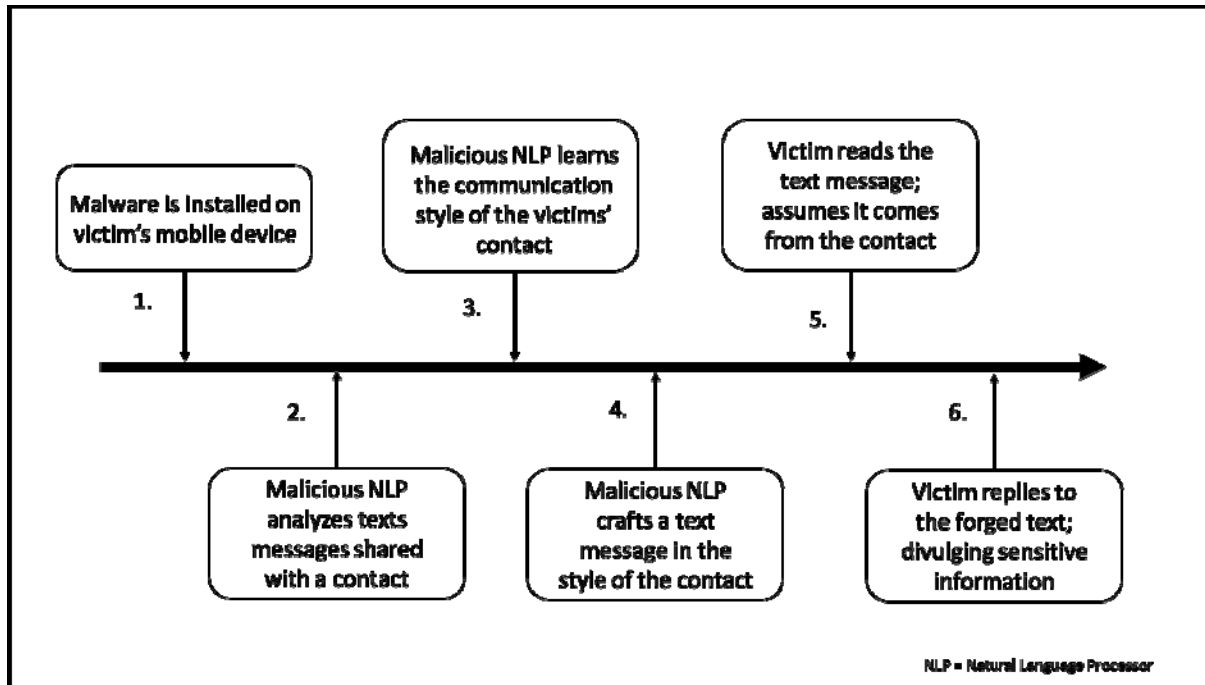 Malware is installed on
victim's mobile device
1.
Malicious NLP
analyzes texts
messages shared
with a contact
2.
Malicious NLP learns
the communication
style of the victims'
contact
3.
Malicious NLP
crafts a text
message in the
style of the contact
4.
Victim reads the
text message;
assumes it comes
from the contact
5.
Victim replies to
the forged text;
divulging sensitive
information
6.
NLP = Natural Language Processor